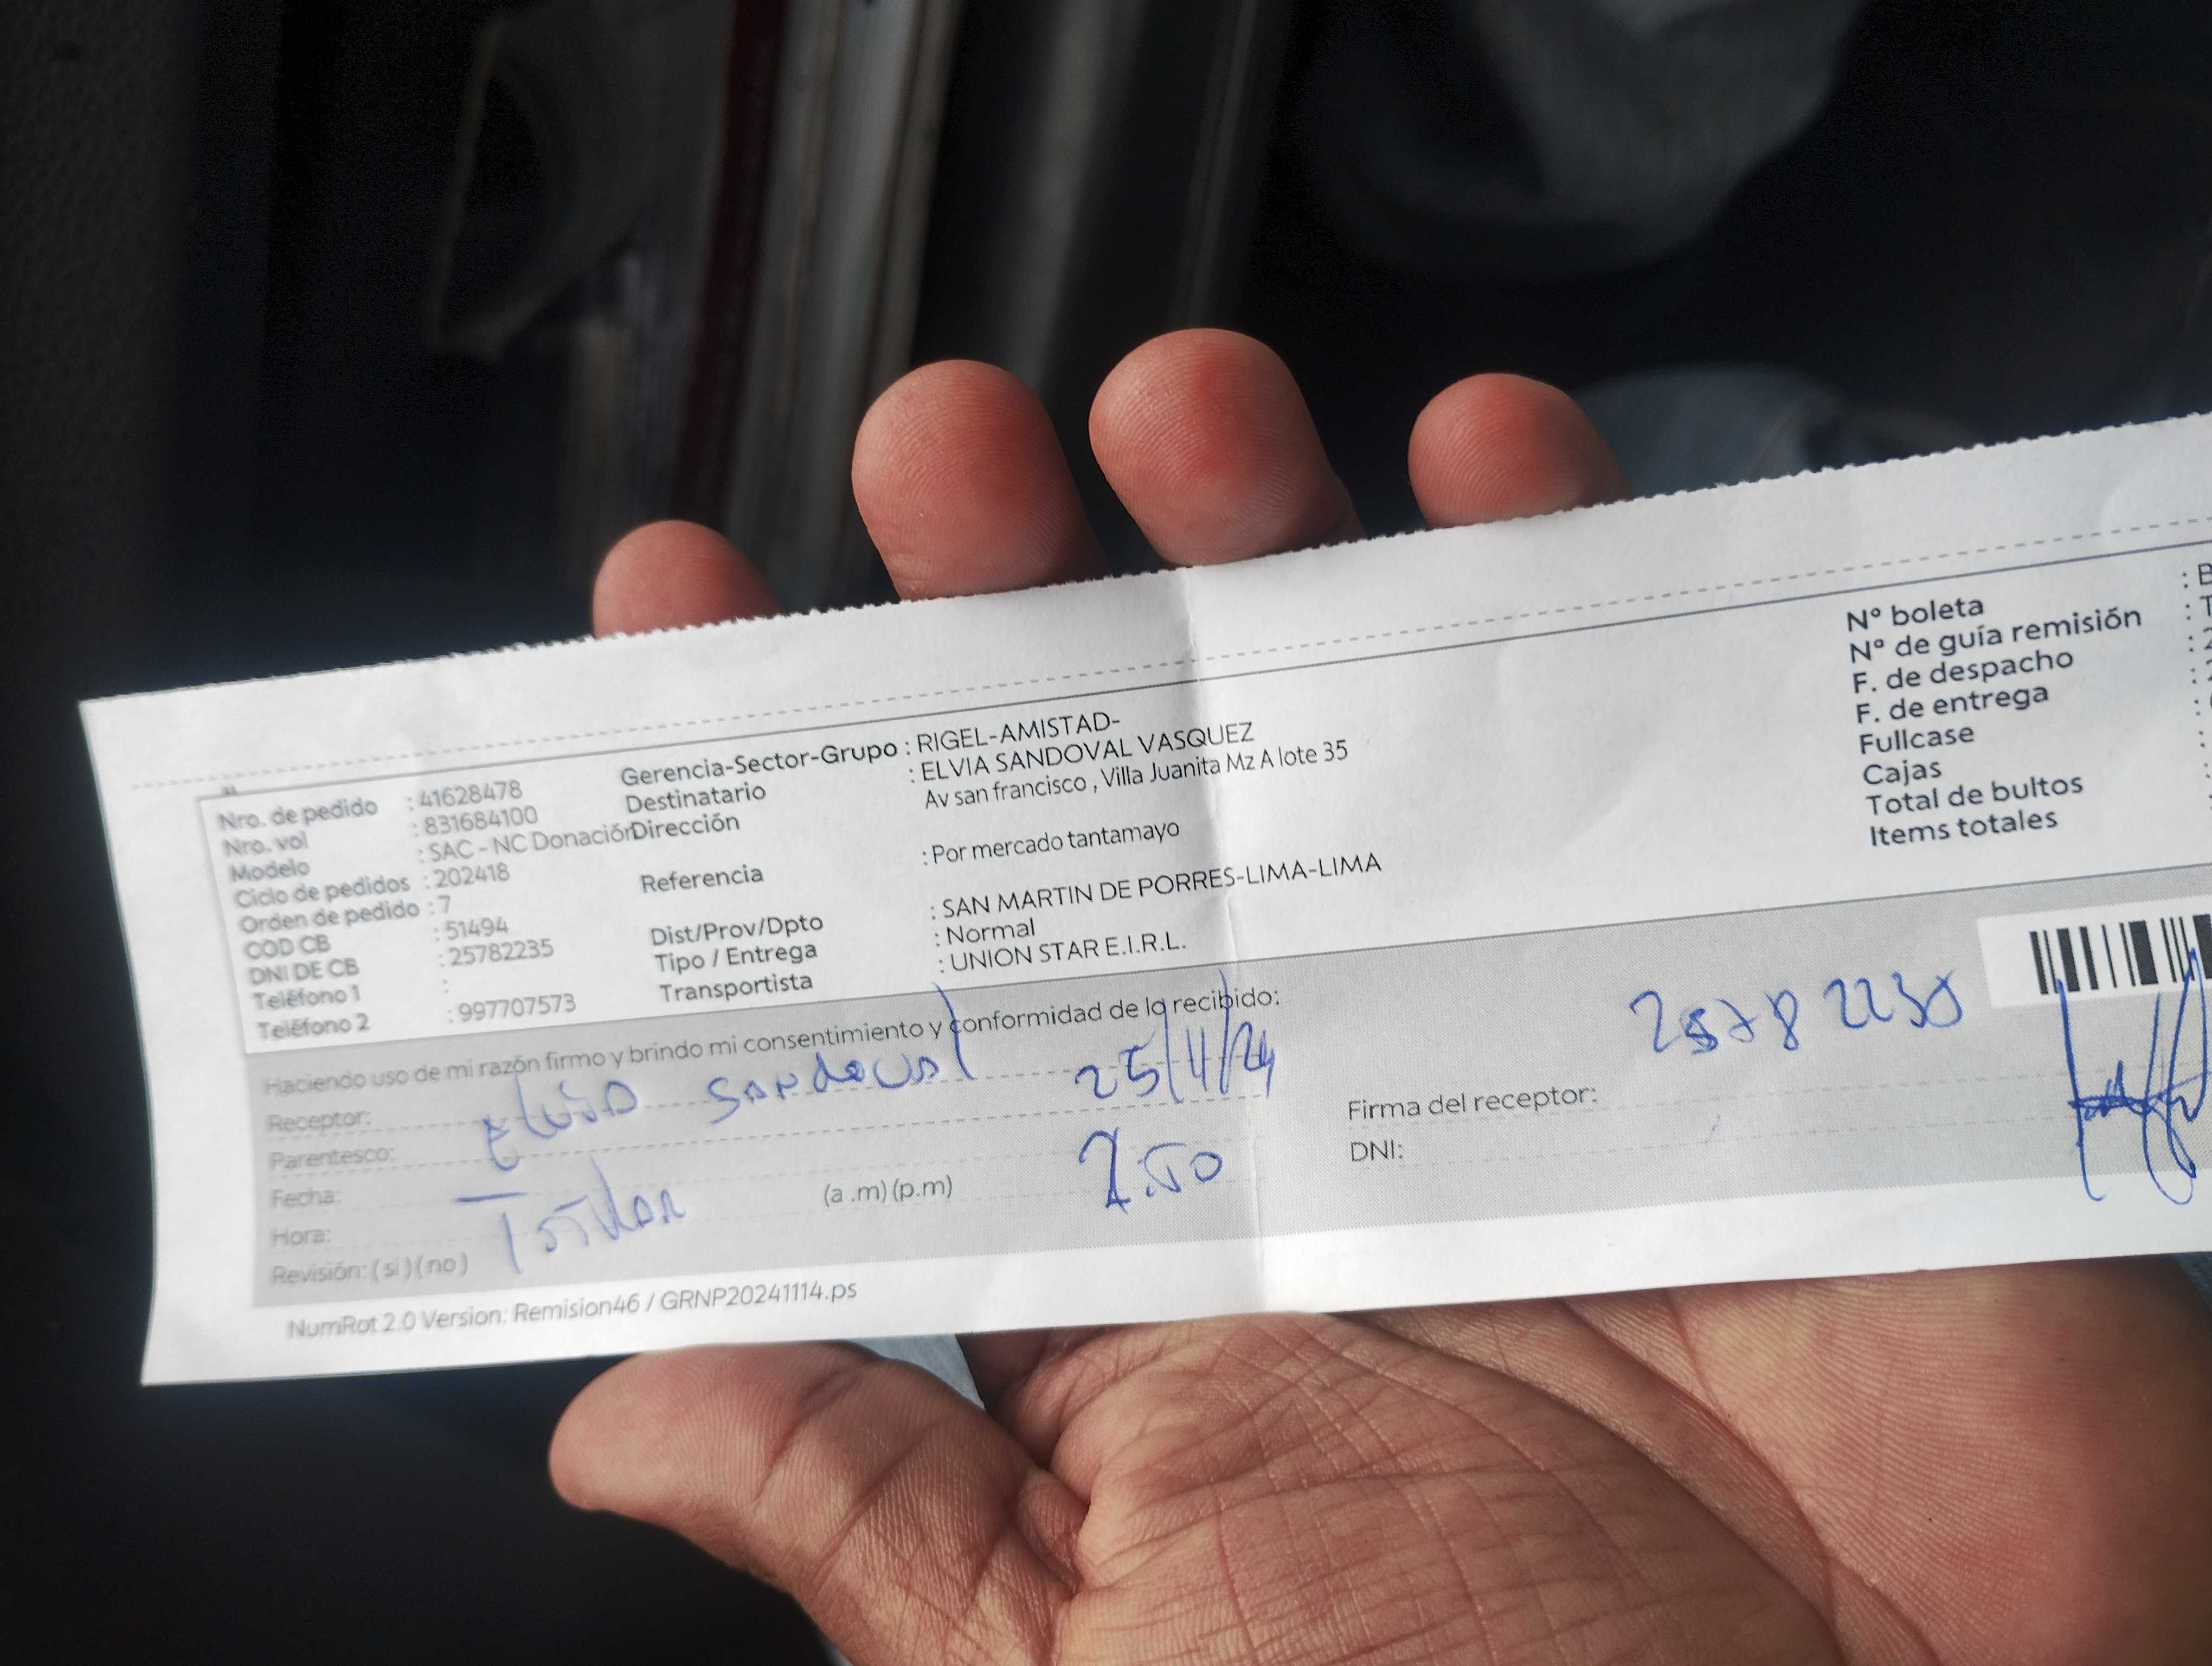 Nro. de pedido : 41628478
Nro. vol : 831684100
Modelo : SAC - NC Donación
Ciclo de pedidos : 202418
Orden de pedido : 7
COD CB : 51494
DNI DE CB : 25782235
Teléfono 1 :
Teléfono 2 : 997707573
Gerencia-Sector-Grupo : RIGEL-AMISTAD-
Destinatario : ELVIA SANDOVAL VASQUEZ
Dirección Av san francisco , Villa Juanita Mz A lote 35
Referencia : Por mercado tantamayo
Dist/Prov/Dpto : SAN MARTIN DE PORRES-LIMA-LIMA
Tipo / Entrega : Normal
Transportista : UNION STAR E.I.R.L.
N° boleta : B
N° de guía remisión : T
F. de despacho : 2
F. de entrega : 2
Fullcase :
Cajas :
Total de bultos :
Items totales
Haciendo uso de mi razón firmo y brindo mi consentimiento y conformidad de lo recibido:
Receptor: Elvia Sandoval
Parentesco:
Fecha: 25/11/24
Hora: (a .m) (p.m) 7:50
Revisión: ( si ) ( no )
Firma del receptor: 25782235
DNI:
NumRot 2.0 Version: Remision46 / GRNP20241114.ps